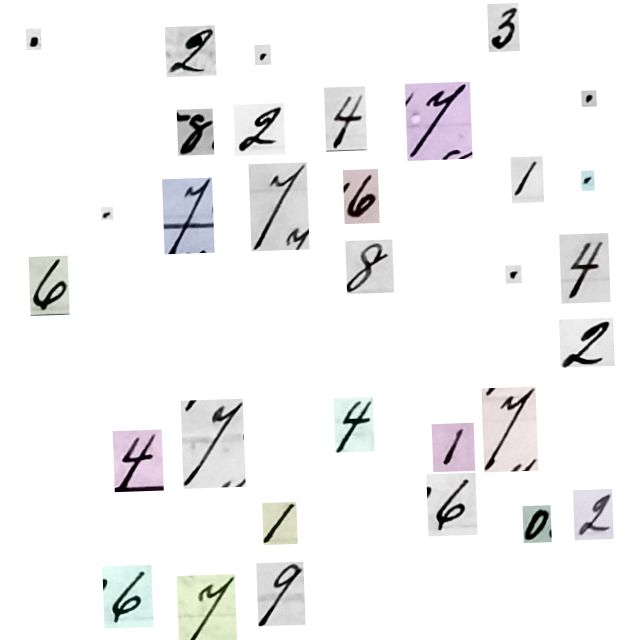 . 2 . 3
8 2 4 7 .
. 7 7 6 1 .
6 8 . 4
2
4 7 4 1 7
1 6 0 2
6 7 9